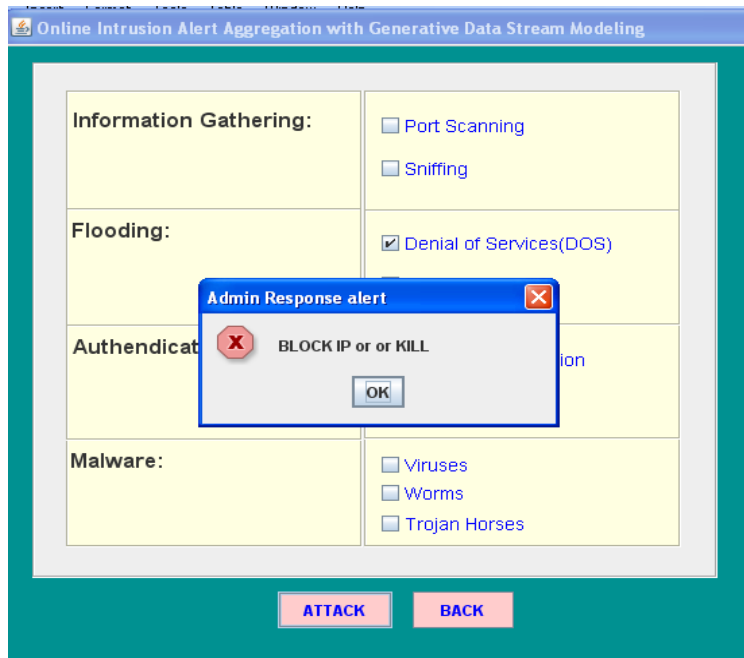 Online Intrusion Alert Aggregation with Generative Data Stream Modeling
Information Gathering:
Port Scanning
Sniffing
Flooding:
Denial of Services(DOS)
Admin Response alert
BLOCK IP or or KILL
OK
Authendicat
ion
Malware:
Viruses
Worms
Trojan Horses
ATTACK
BACK